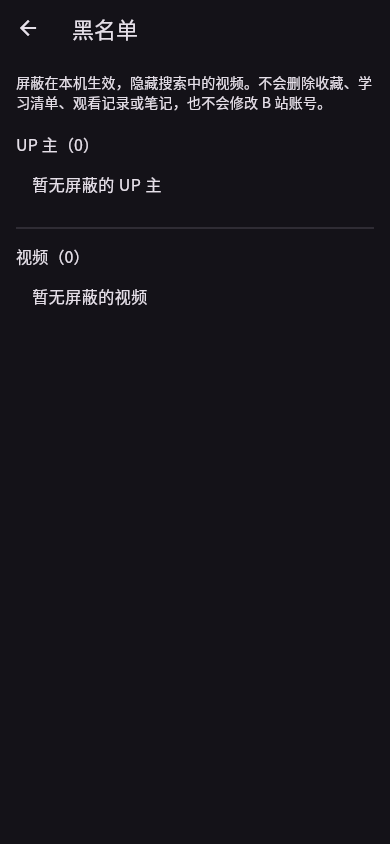 黑名单
屏蔽在本机生效，隐藏搜索中的视频。不会删除收藏、学
习清单、观看记录或笔记，也不会修改 B 站账号。
UP 主（0）
暂无屏蔽的 UP 主
视频（0）
暂无屏蔽的视频